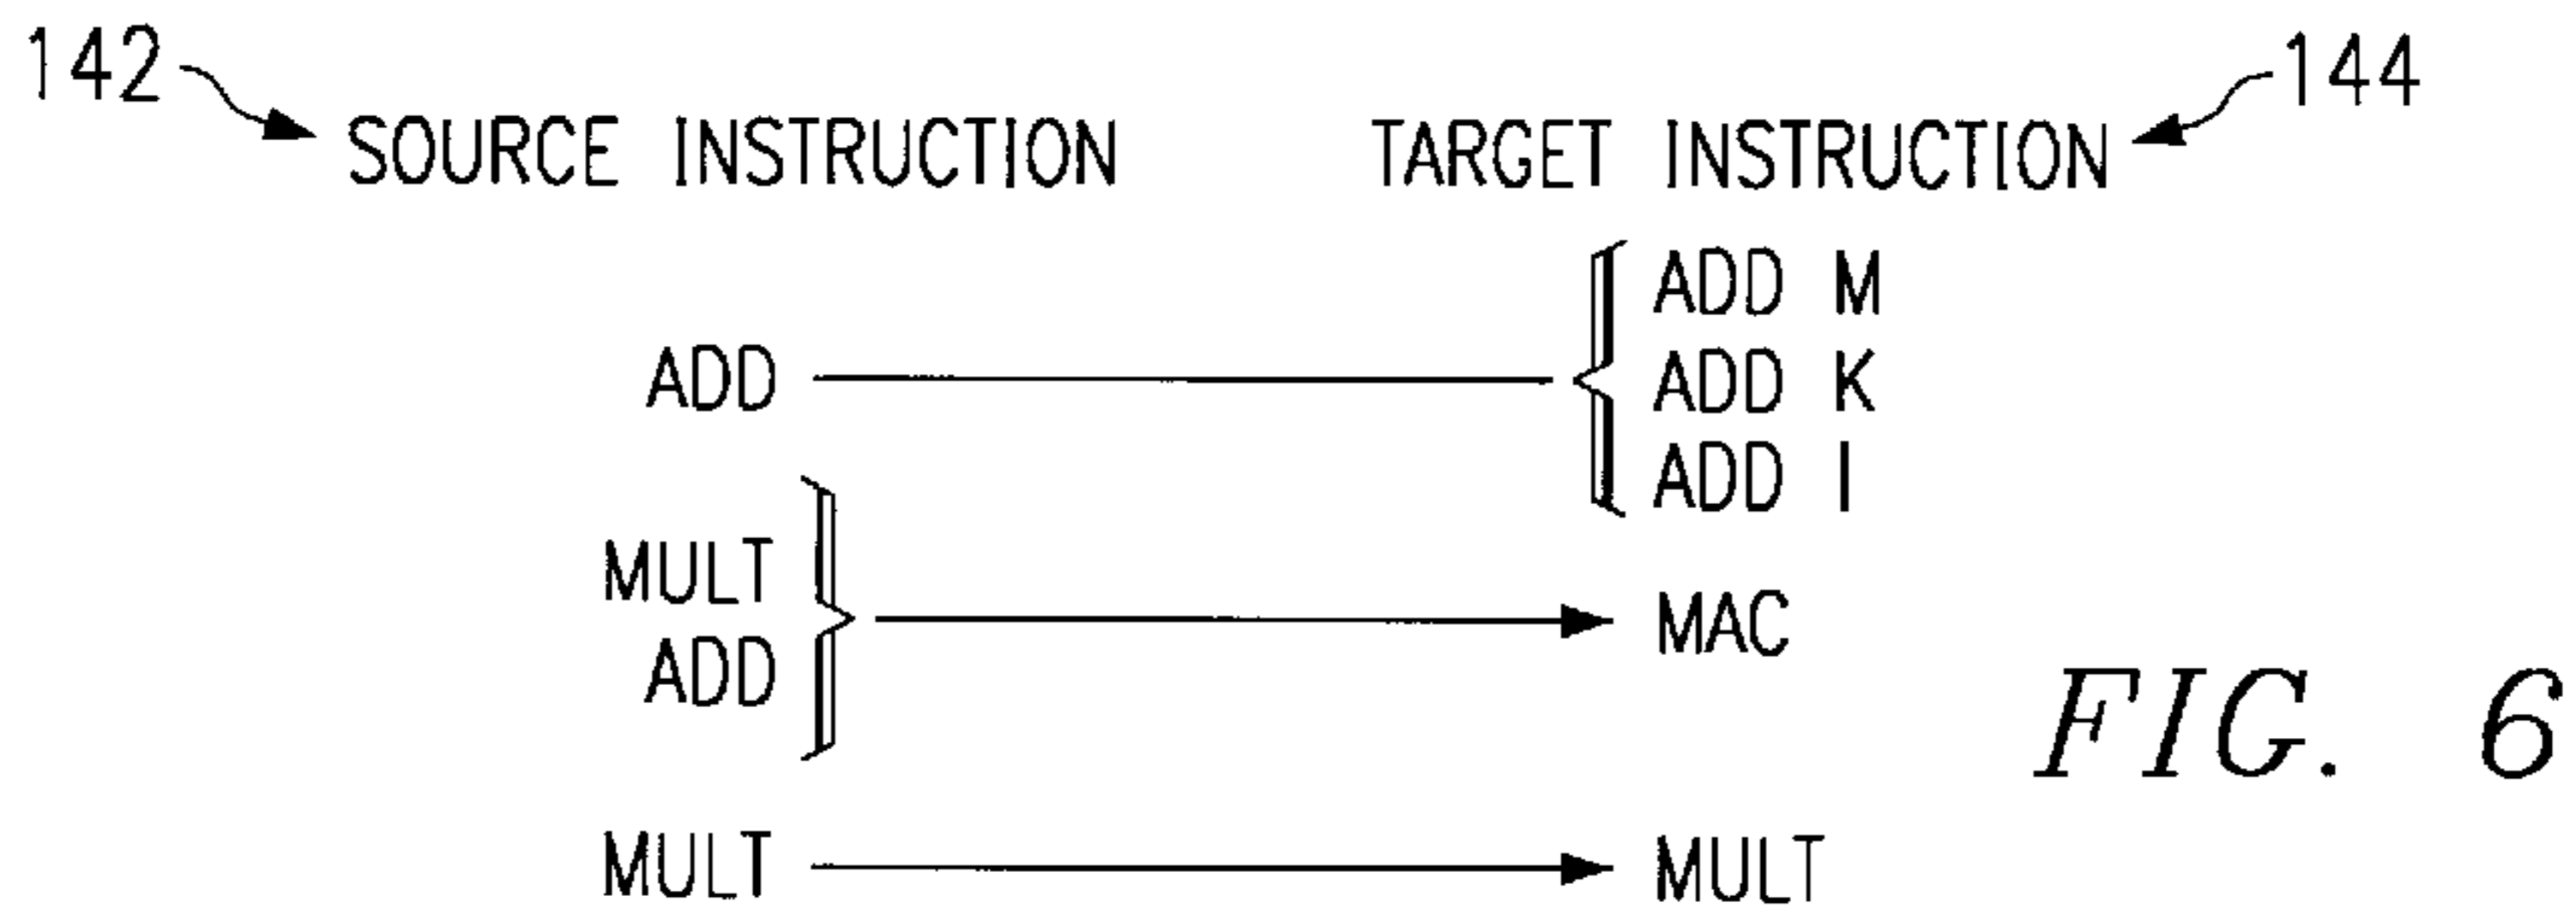 142 SOURCE INSTRUCTION TARGET INSTRUCTION 144
ADD M
ADD ADD K
ADD I
MULT
MAC
ADD
MULT MULT
FIG. 6